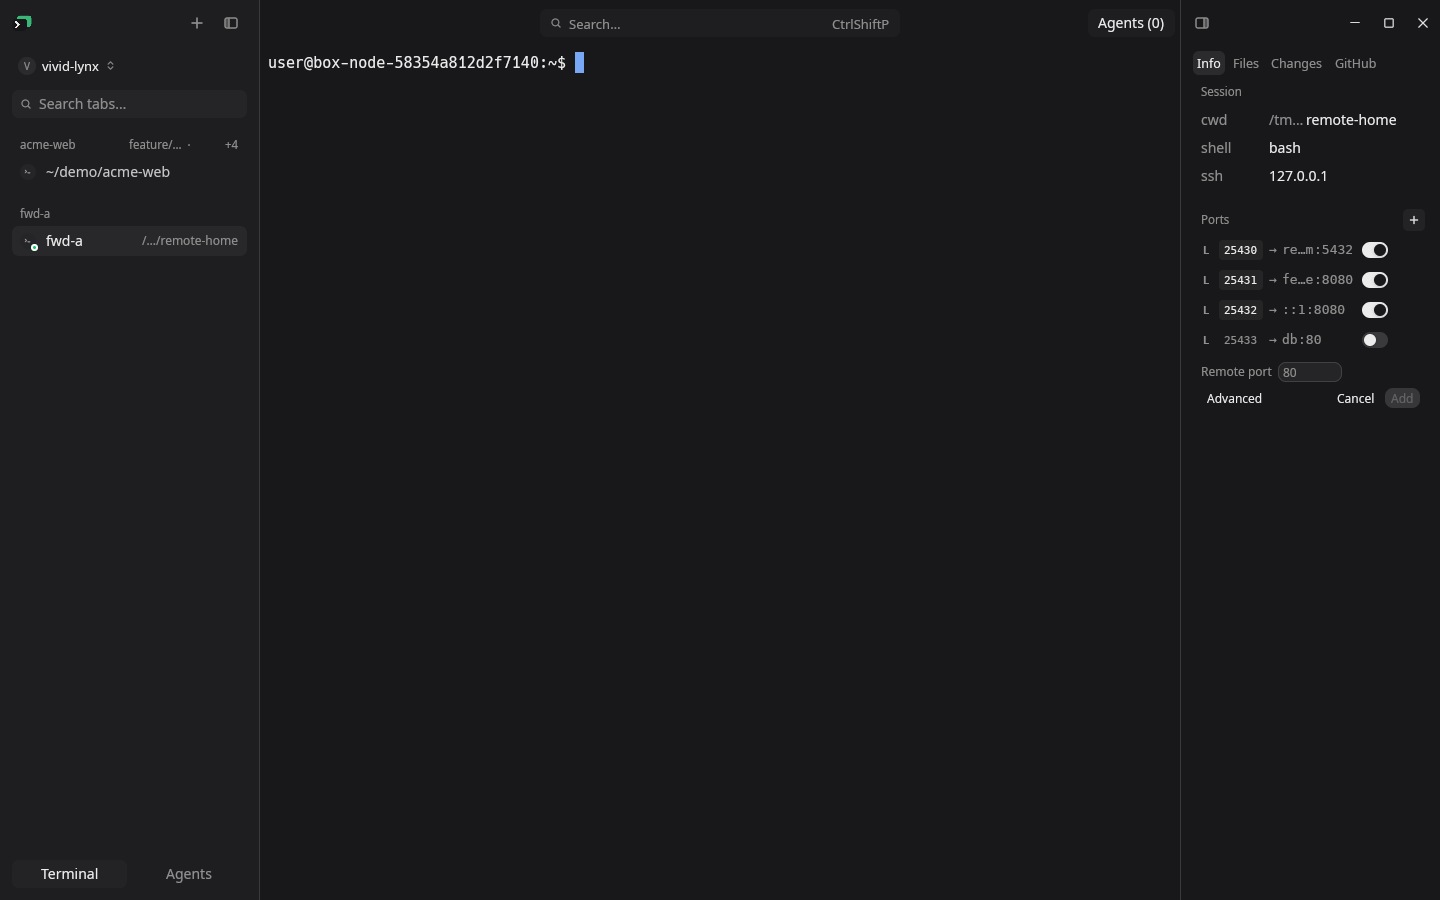 V vivid-lynx
Search tabs...
acme-web feature/... · +4
~/demo/acme-web
fwd-a
fwd-a /.../remote-home
Terminal Agents
Search... CtrlShiftP
Agents (0)
user@box-node-58354a812d2f7140:~$
Info Files Changes GitHub
Session
cwd /tm... remote-home
shell bash
ssh 127.0.0.1
Ports +
L 25430 → re…m:5432
L 25431 → fe…e:8080
L 25432 → ::1:8080
L 25433 → db:80
Remote port 80
Advanced Cancel Add